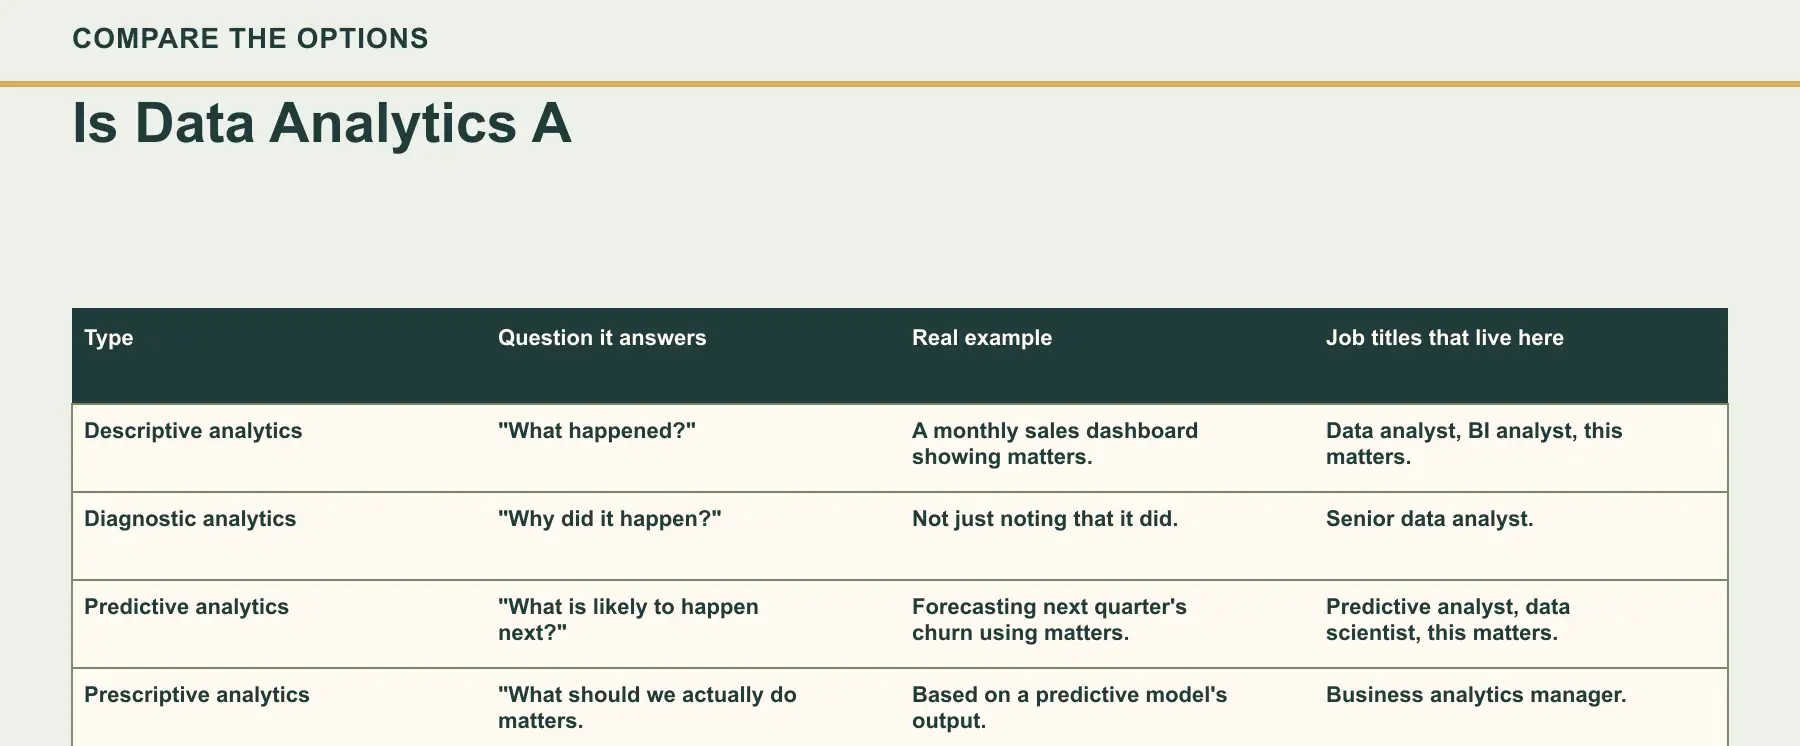 COMPARE THE OPTIONS
Is Data Analytics A
Type
Question it answers
Real example
Job titles that live here
Descriptive analytics
"What happened?"
A monthly sales dashboard
showing matters.
Data analyst, BI analyst, this
matters.
Diagnostic analytics
"Why did it happen?"
Not just noting that it did.
Senior data analyst.
Predictive analytics
"What is likely to happen
next?"
Forecasting next quarter's
churn using matters.
Predictive analyst, data
scientist, this matters.
Prescriptive analytics
"What should we actually do
matters.
Based on a predictive model's
output.
Business analytics manager.